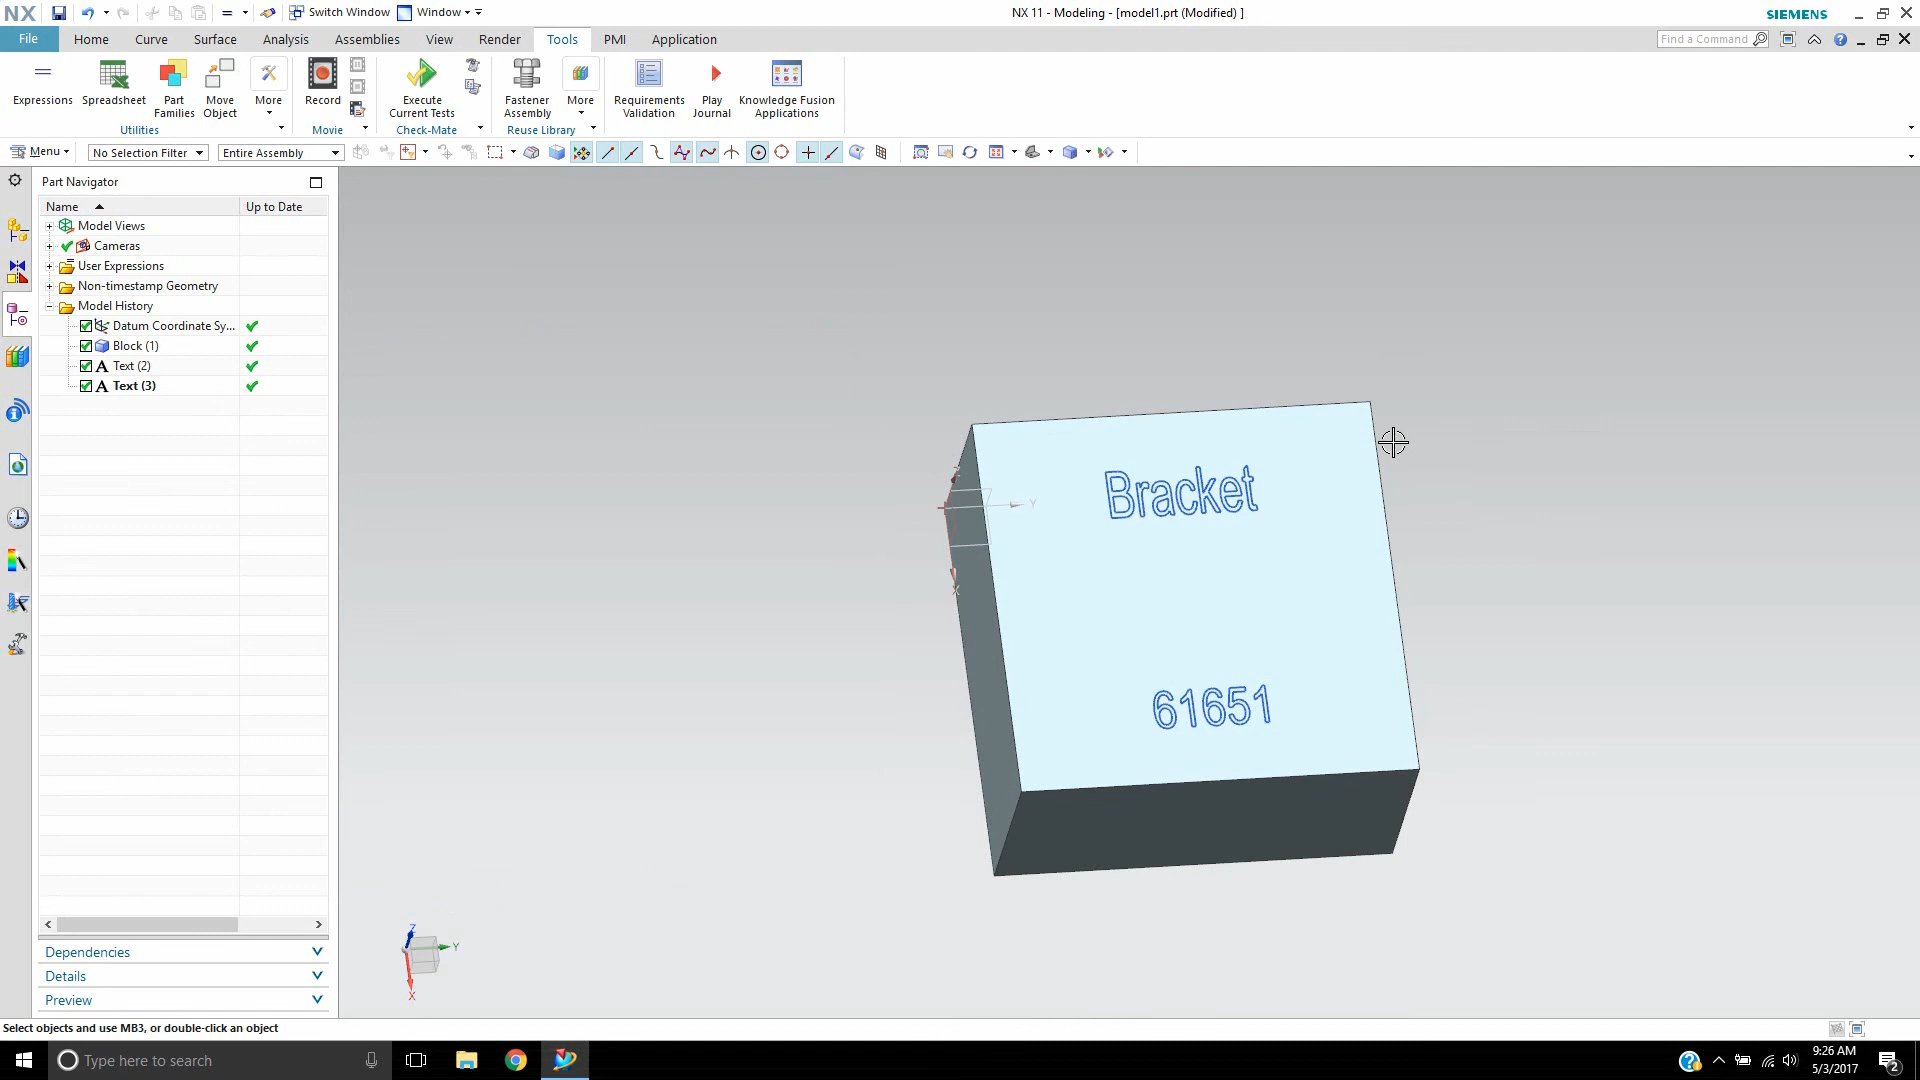 NX
Switch Window
Window
NX 11 - Modeling - [model1.prt (Modified) ]
SIEMENS
File
Home
Curve
Surface
Analysis
Assemblies
View
Render
Tools
PMI
Application
Find a Command
Expressions
Spreadsheet
Part Families
Move Object
More
Record
Execute Current Tests
Fastener Assembly
More
Requirements Validation
Play Journal
Knowledge Fusion Applications
Utilities
Movie
Check-Mate
Reuse Library
Menu
No Selection Filter
Entire Assembly
Part Navigator
Name
Up to Date
Model Views
Cameras
User Expressions
Non-timestamp Geometry
Model History
Datum Coordinate Sy...
Block (1)
Text (2)
Text (3)
Bracket
61651
Z
Y
X
Z
Y
X
Dependencies
Details
Preview
Select objects and use MB3, or double-click an object
Type here to search
9:26 AM
5/3/2017
2